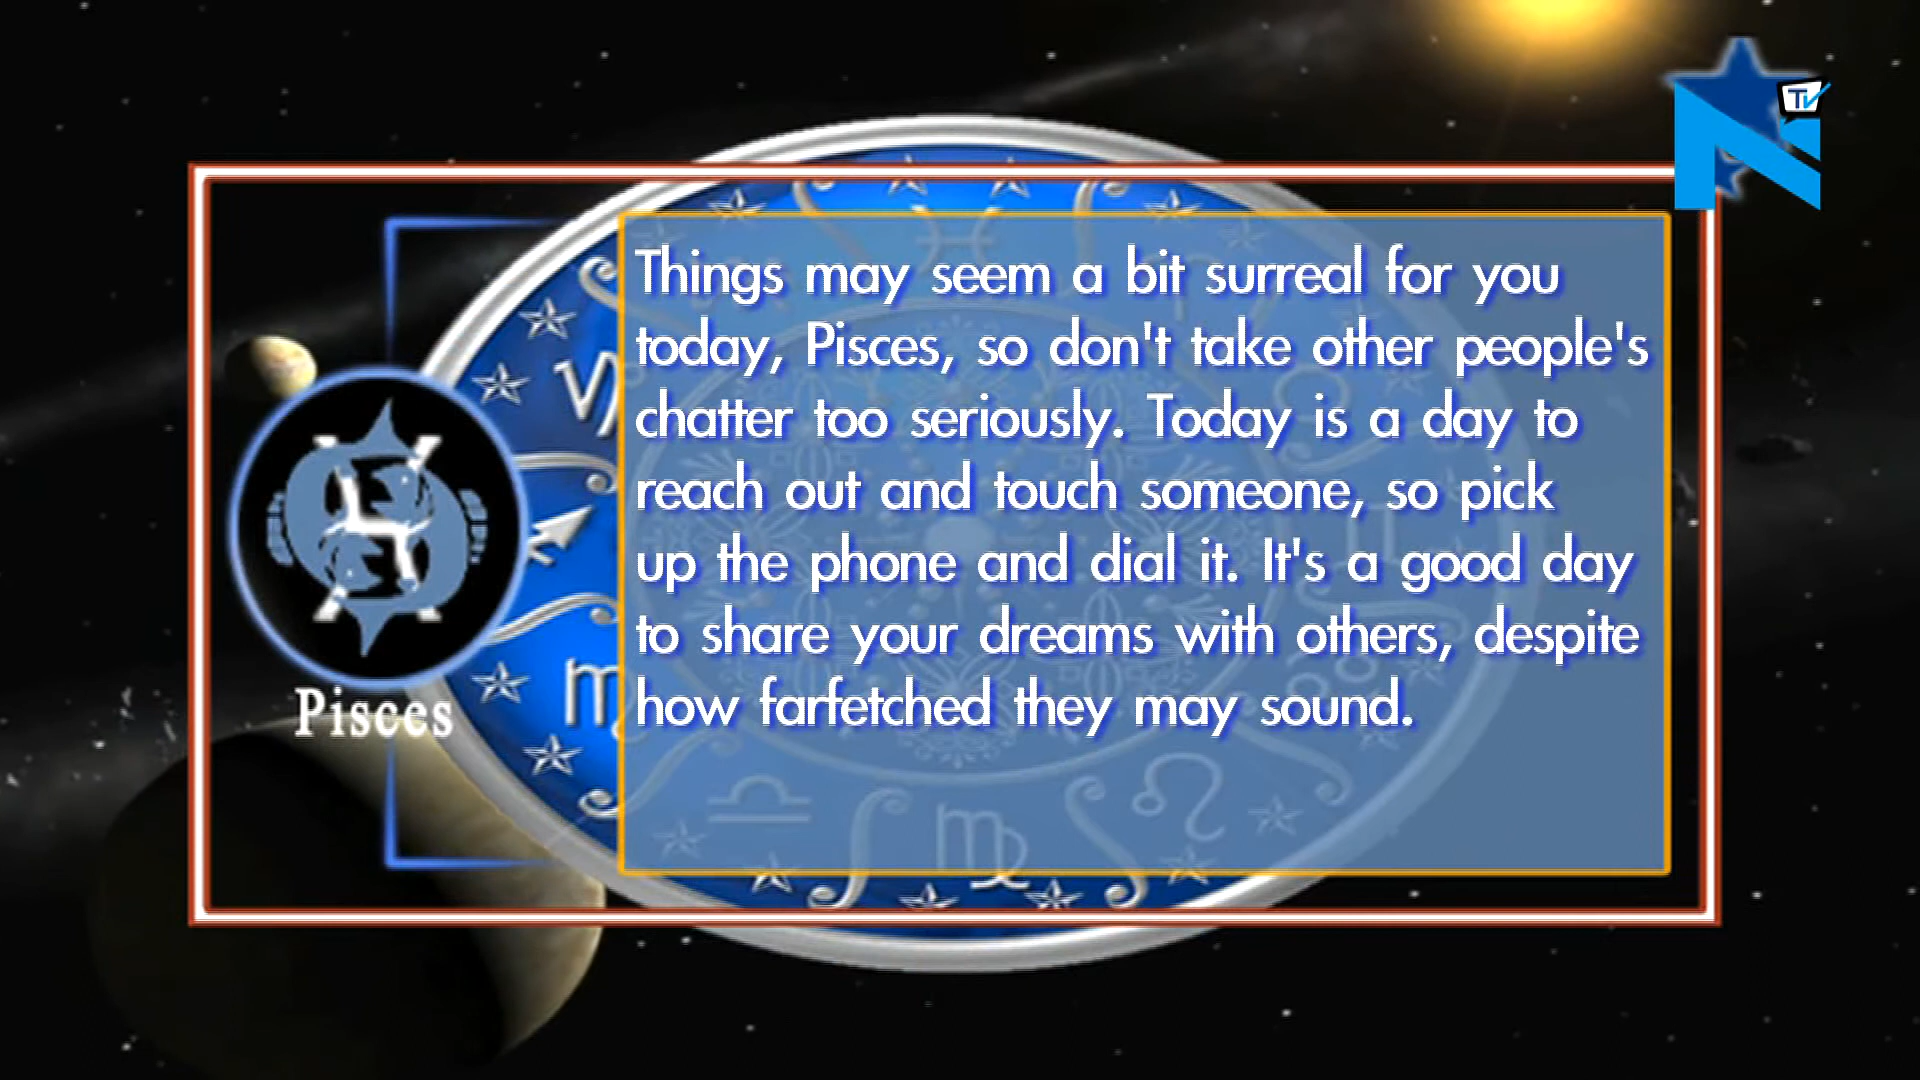 TV
Things may seem a bit surreal for you
today, Pisces, so don't take other people's
chatter too seriously. Today is a day to
reach out and touch someone, so pick
up the phone and dial it. It's a good day
to share your dreams with others, despite
how farfetched they may sound.
Pisces